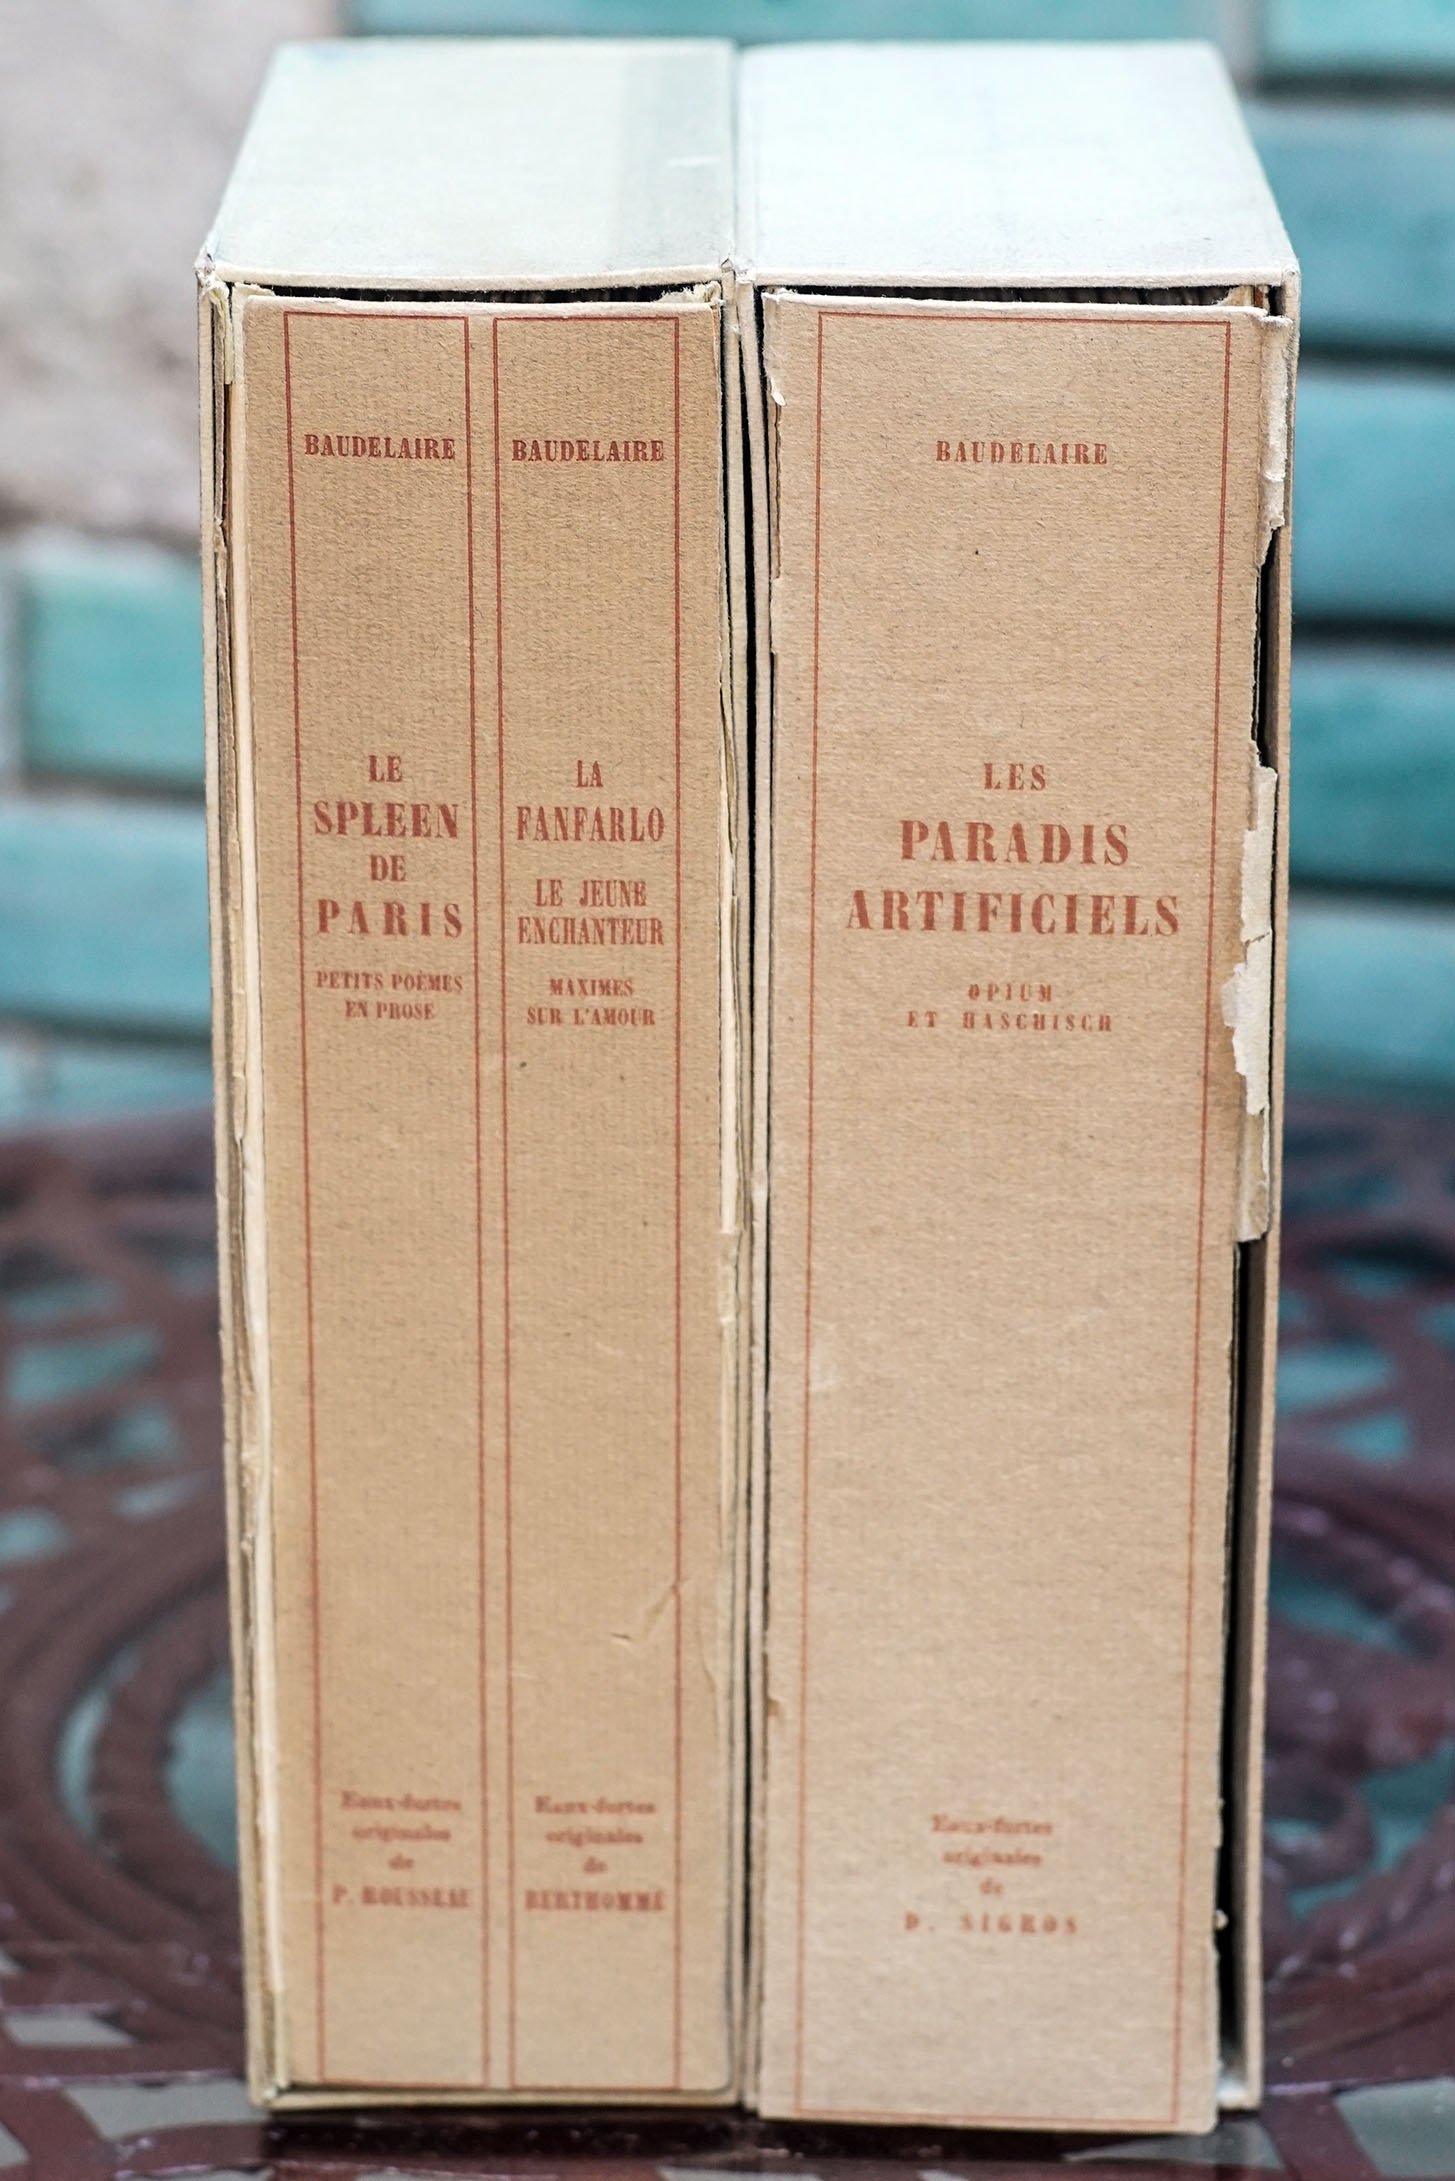 BAUDELAIRE
LE
SPLEEN
DE
PARIS
PETITS POÈMES
EN PROSE
Eaux-fortes
originales
de
P. ROUSSEAU
BAUDELAIRE
LA
FANFARLO
LE JEUNE
ENCHANTEUR
MAXIMES
SUR L'AMOUR
Eaux-fortes
originales
de
BERTHOMMÉ
BAUDELAIRE
LES
PARADIS
ARTIFICIELS
OPIUM
ET HASCHISCH
Eaux-fortes
originales
de
D. SIGROS